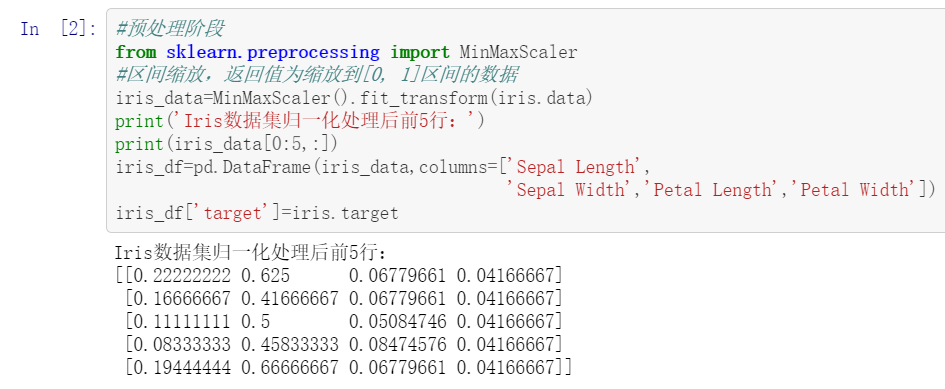 In [2]:
#预处理阶段
from sklearn.preprocessing import MinMaxScaler
#区间缩放，返回值为缩放到[0, 1]区间的数据
iris_data=MinMaxScaler().fit_transform(iris.data)
print('Iris数据集归一化处理后前5行：')
print(iris_data[0:5,:])
iris_df=pd.DataFrame(iris_data,columns=['Sepal Length',
'Sepal Width','Petal Length','Petal Width'])
iris_df['target']=iris.target
Iris数据集归一化处理后前5行：
[[0.22222222 0.625      0.06779661 0.04166667]
 [0.16666667 0.41666667 0.06779661 0.04166667]
 [0.11111111 0.5        0.05084746 0.04166667]
 [0.08333333 0.45833333 0.08474576 0.04166667]
 [0.19444444 0.66666667 0.06779661 0.04166667]]